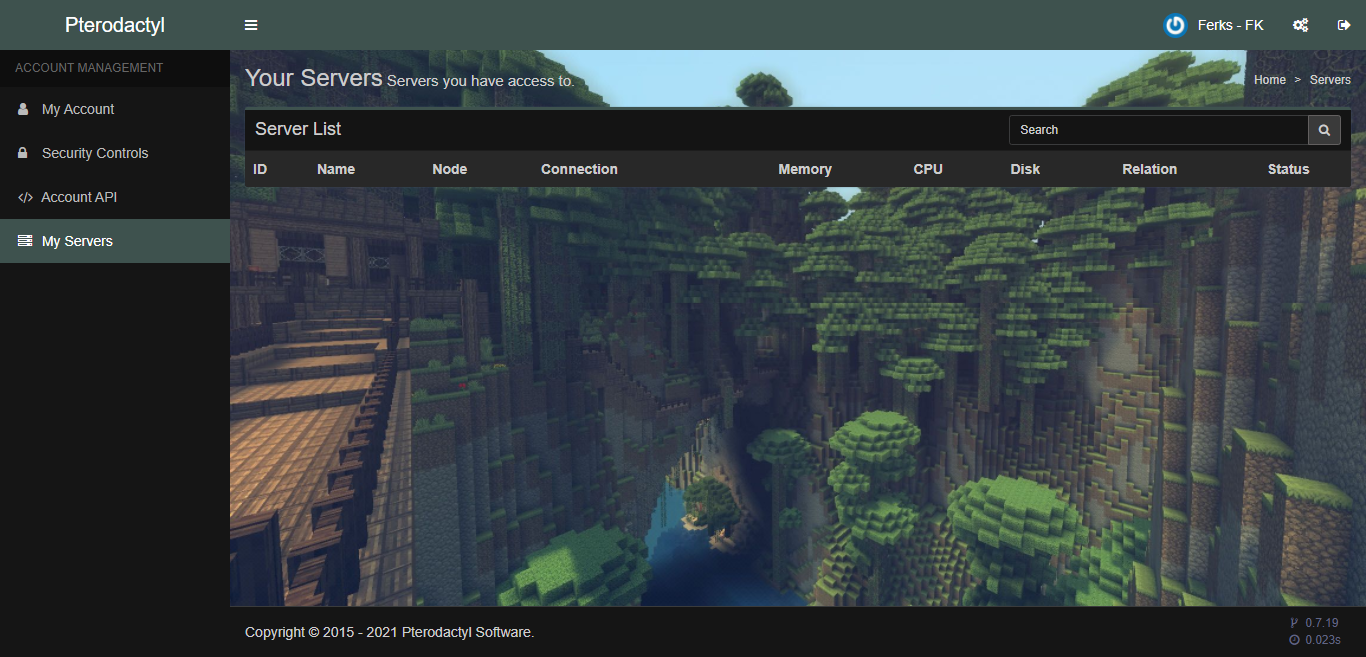 Pterodactyl
Ferks - FK
ACCOUNT MANAGEMENT
My Account
Security Controls
Account API
My Servers
Your Servers Servers you have access to.
Home > Servers
Server List
Search
ID Name Node Connection Memory CPU Disk Relation Status
Copyright © 2015 - 2021 Pterodactyl Software.
0.7.19
0.023s